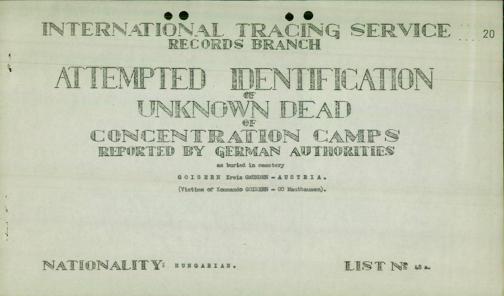 INTERNATIONAL TRACING SERVICE
20
RECORDS BRANCH
ATTEMPTED IDENTIFICATION
OF
UNKNOWN DEAD
OF
CONCENTRATION CAMPS
REPORTED BY GERMAN AUTHORITIES
as buried in cemetery
GOISERN Kreis GMUNDEN - AUSTRIA.
(Victims of Kommando GOISERN - CC Mauthausen).
NATIONALITY: HUNGARIAN.
LIST No